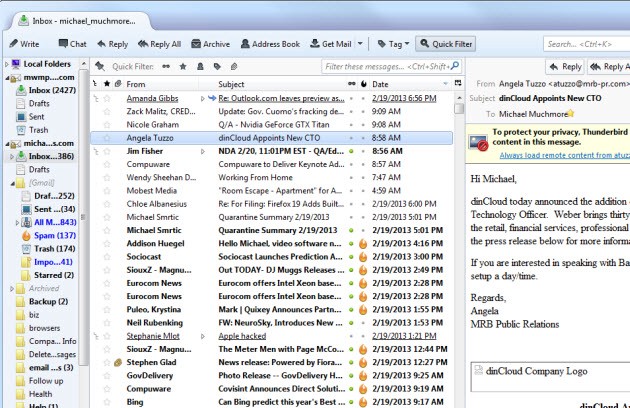 Inbox - michael_muchmore...
Write Chat Reply Reply All Archive Address Book Get Mail Tag Quick Filter Search... <Ctrl+K>
Quick Filter: Filter these messages... <Ctrl+Shift+
From Subject Date
Local Folders
mwmp....com
Inbox (2427)
Drafts
Sent
Trash
micha...s.com
Inbox...386)
Drafts
[Gmail]
Draf...252)
Sent ...(34)
All M...843)
Spam (137)
Trash (174)
Impo...06)
Starred (2)
Archived
Backup (2)
biz
browsers
Compa... Info
Delete...sages
email ...s (3)
Follow up
Health
Help (1)
Amanda Gibbs Re: Outlook.com leaves preview as... 2/19/2013 6:56 PM
Zack Malitz, CRED... Update: Gov. Cuomo's fracking de... 9:09 AM
Nicole Graham Q/A - Nvidia GeForce GTX Titan 9:08 AM
Angela Tuzzo dinCloud Appoints New CTO 8:58 AM
Jim Fisher NDA 2/20, 11:01PM EST - QA/Ed... 8:56 AM
Compuware Compuware to Deliver Keynote Ad... 8:57 AM
Wendy Sheehan D... Working From Home 7:47 AM
Mobest Media "Room Escape - Apartment" for A... 4:59 AM
Chloe Albanesius Re: For Filing: Firefox 19 Adds Built... 2/19/2013 6:00 PM
Michael Smrtic Quarantine Summary 2/19/2013 2/19/2013 5:01 PM
Michael Smrtic Quarantine Summary 2/19/2013 2/19/2013 5:01 PM
Addison Huegel Hello Michael, video software n... 2/19/2013 4:16 PM
Sociocast Sociocast Launches Prediction A... 2/19/2013 3:00 PM
SiouxZ - Magnu... Out TODAY- DJ Muggs Releases ... 2/19/2013 2:49 PM
Eurocom News Eurocom offers Intel Xeon base... 2/19/2013 2:28 PM
Eurocom News Eurocom offers Intel Xeon base... 2/19/2013 2:28 PM
Puleo, Krystina Mark | Quixey Announces Partn... 2/19/2013 1:55 PM
Neil Rubenking FW: NeuroSky, Introduces New ... 2/19/2013 1:53 PM
Stephanie Mlot Apple hacked 2/19/2013 1:21 PM
SiouxZ - Magnu... The Meter Men with Page McCo... 2/19/2013 12:44 PM
Stephen Glad News release: Powered by Fiora... 2/19/2013 12:27 PM
GovDelivery Photo Release -- GovDelivery Co... 2/19/2013 9:25 AM
Compuware Covisint Announces Direct Soluti... 2/19/2013 9:19 AM
Bing Can Bing predict this year's Best ... 2/19/2013 9:17 AM
Reply Reply A
From Angela Tuzzo <atuzzo@mrb-pr.com>
Subject dinCloud Appoints New CTO
To Michael Muchmore
To protect your privacy, Thunderbird
content in this message.
Always load remote content from atuzz
Hi Michael,
dinCloud today announced the addition
Technology Officer. Weber brings thirty
the retail, financial services, professional
the press release below for more informa
If you are interested in speaking with Ba
setup a day/time.
Regards,
Angela
MRB Public Relations
dinCloud Company Logo